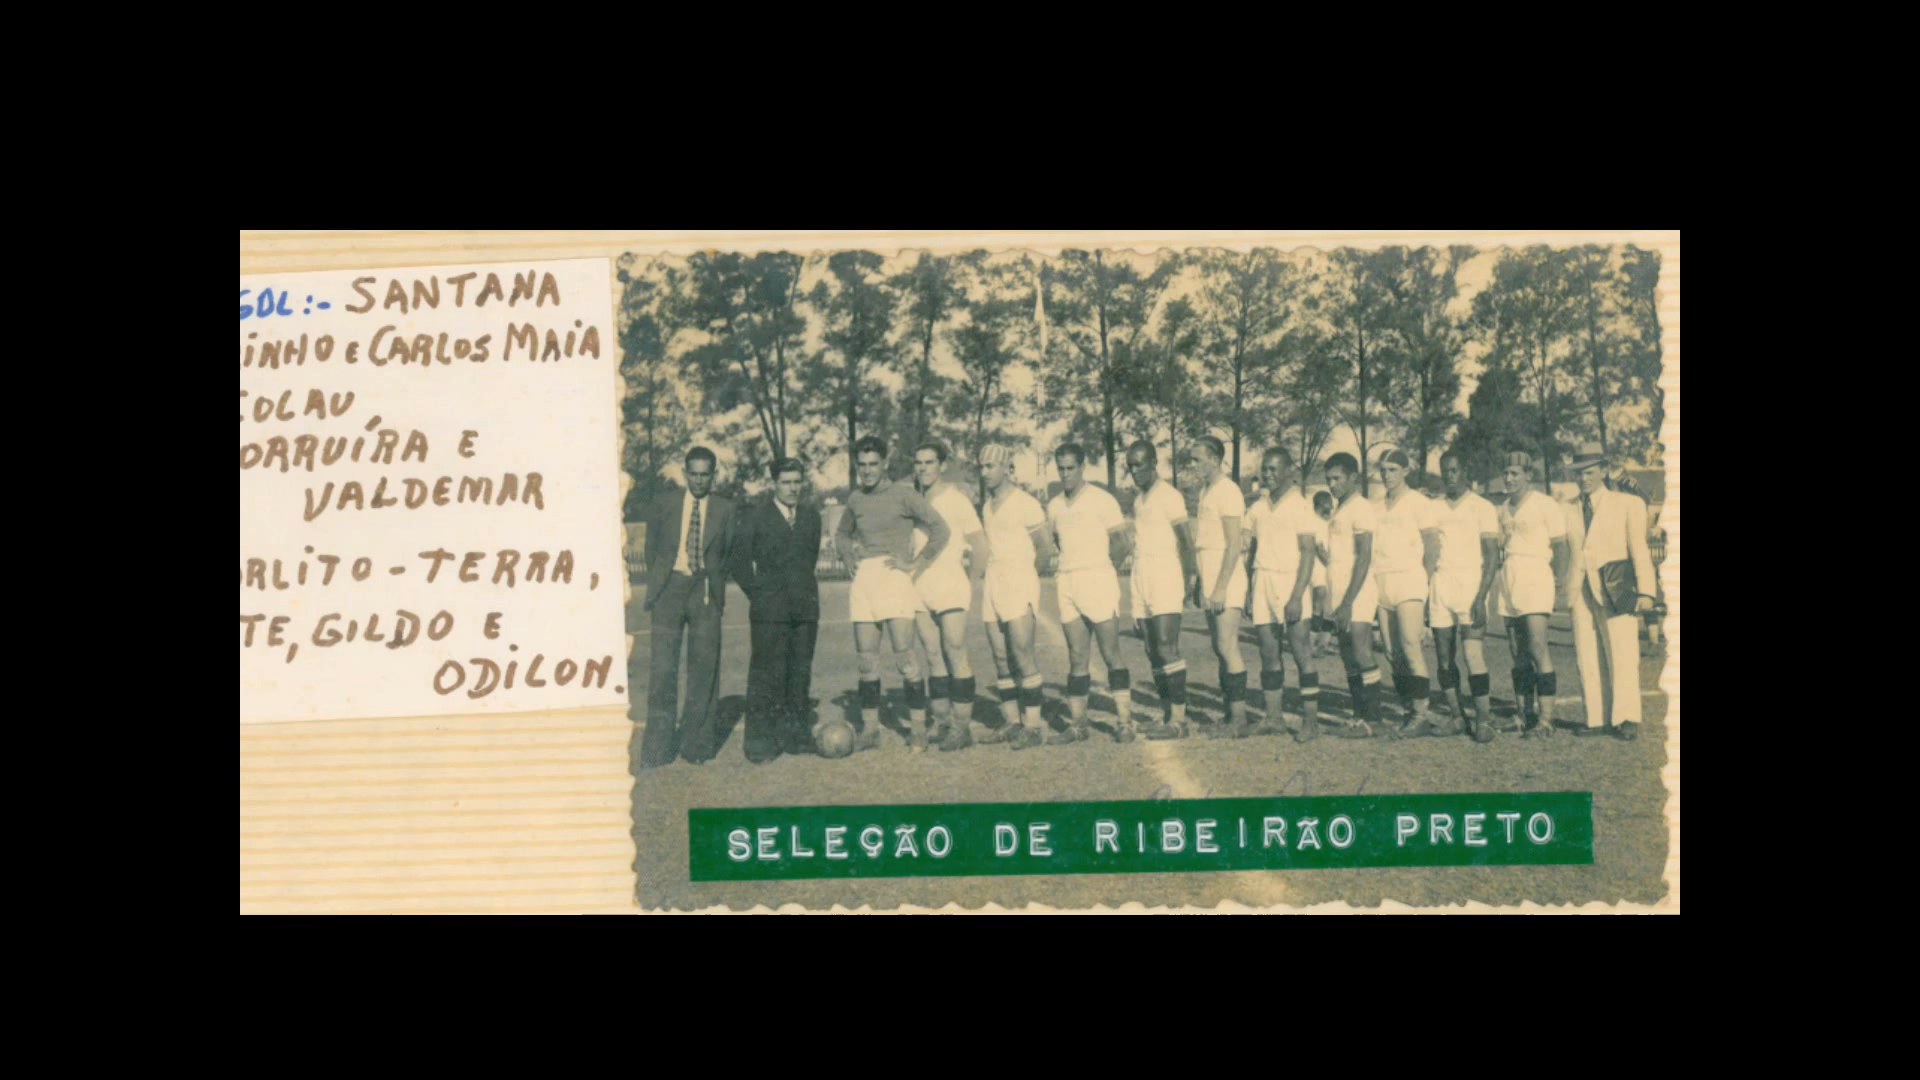 GOL:- SANTANA
INHO E CARLOS MAIA
COLAU,
ORRUÍRA E
VALDEMAR
RLITO - TERRA,
TE, GILDO E
ODILON.
SELEÇÃO DE RIBEIRÃO PRETO